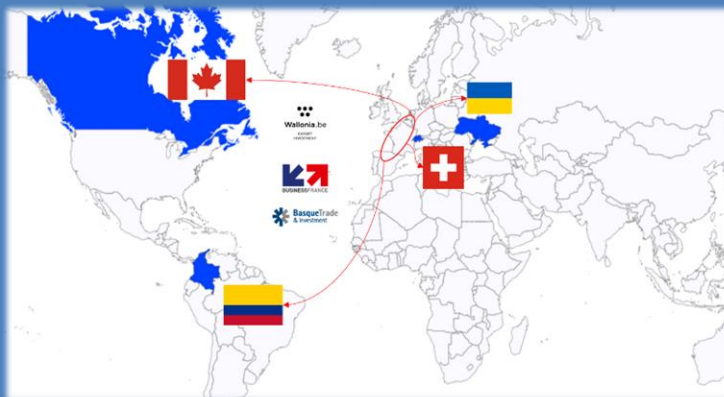 Wallonia.be
EXPORT
INVESTMENT
BUSINESSFRANCE
BasqueTrade
& Investment